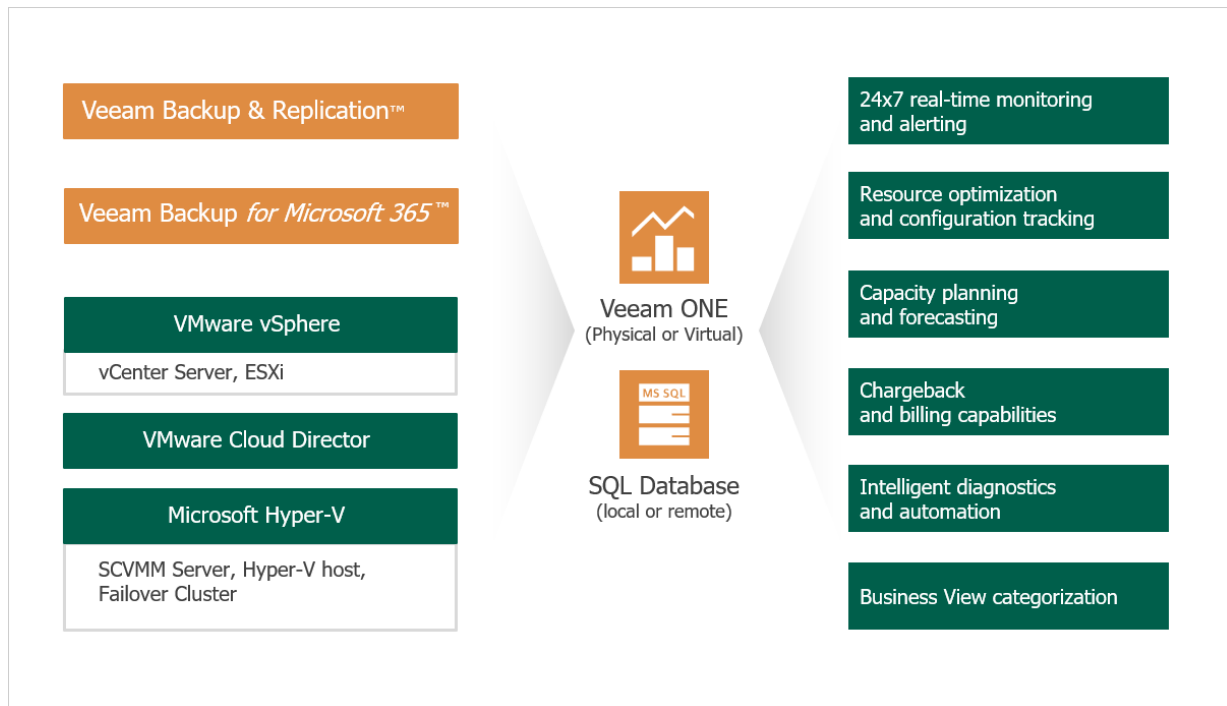 Veeam Backup & Replication™
Veeam Backup for Microsoft 365™
VMware vSphere
vCenter Server, ESXi
VMware Cloud Director
Microsoft Hyper-V
SCVMM Server, Hyper-V host,
Failover Cluster
Veeam ONE
(Physical or Virtual)
MS SQL
SQL Database
(local or remote)
24x7 real-time monitoring
and alerting
Resource optimization
and configuration tracking
Capacity planning
and forecasting
Chargeback
and billing capabilities
Intelligent diagnostics
and automation
Business View categorization